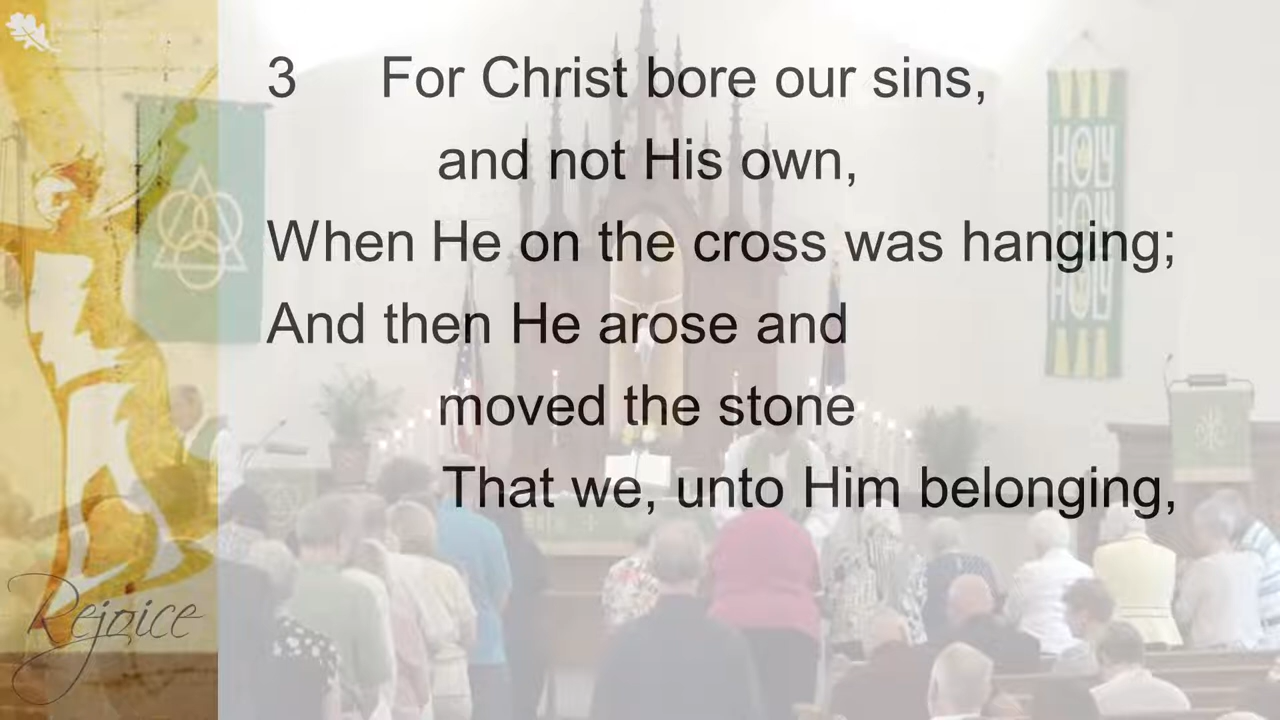 3 For Christ bore our sins,
and not His own,
When He on the cross was hanging;
And then He arose and
moved the stone
That we, unto Him belonging,
HOLY
HOLY
HOLY
Rejoice